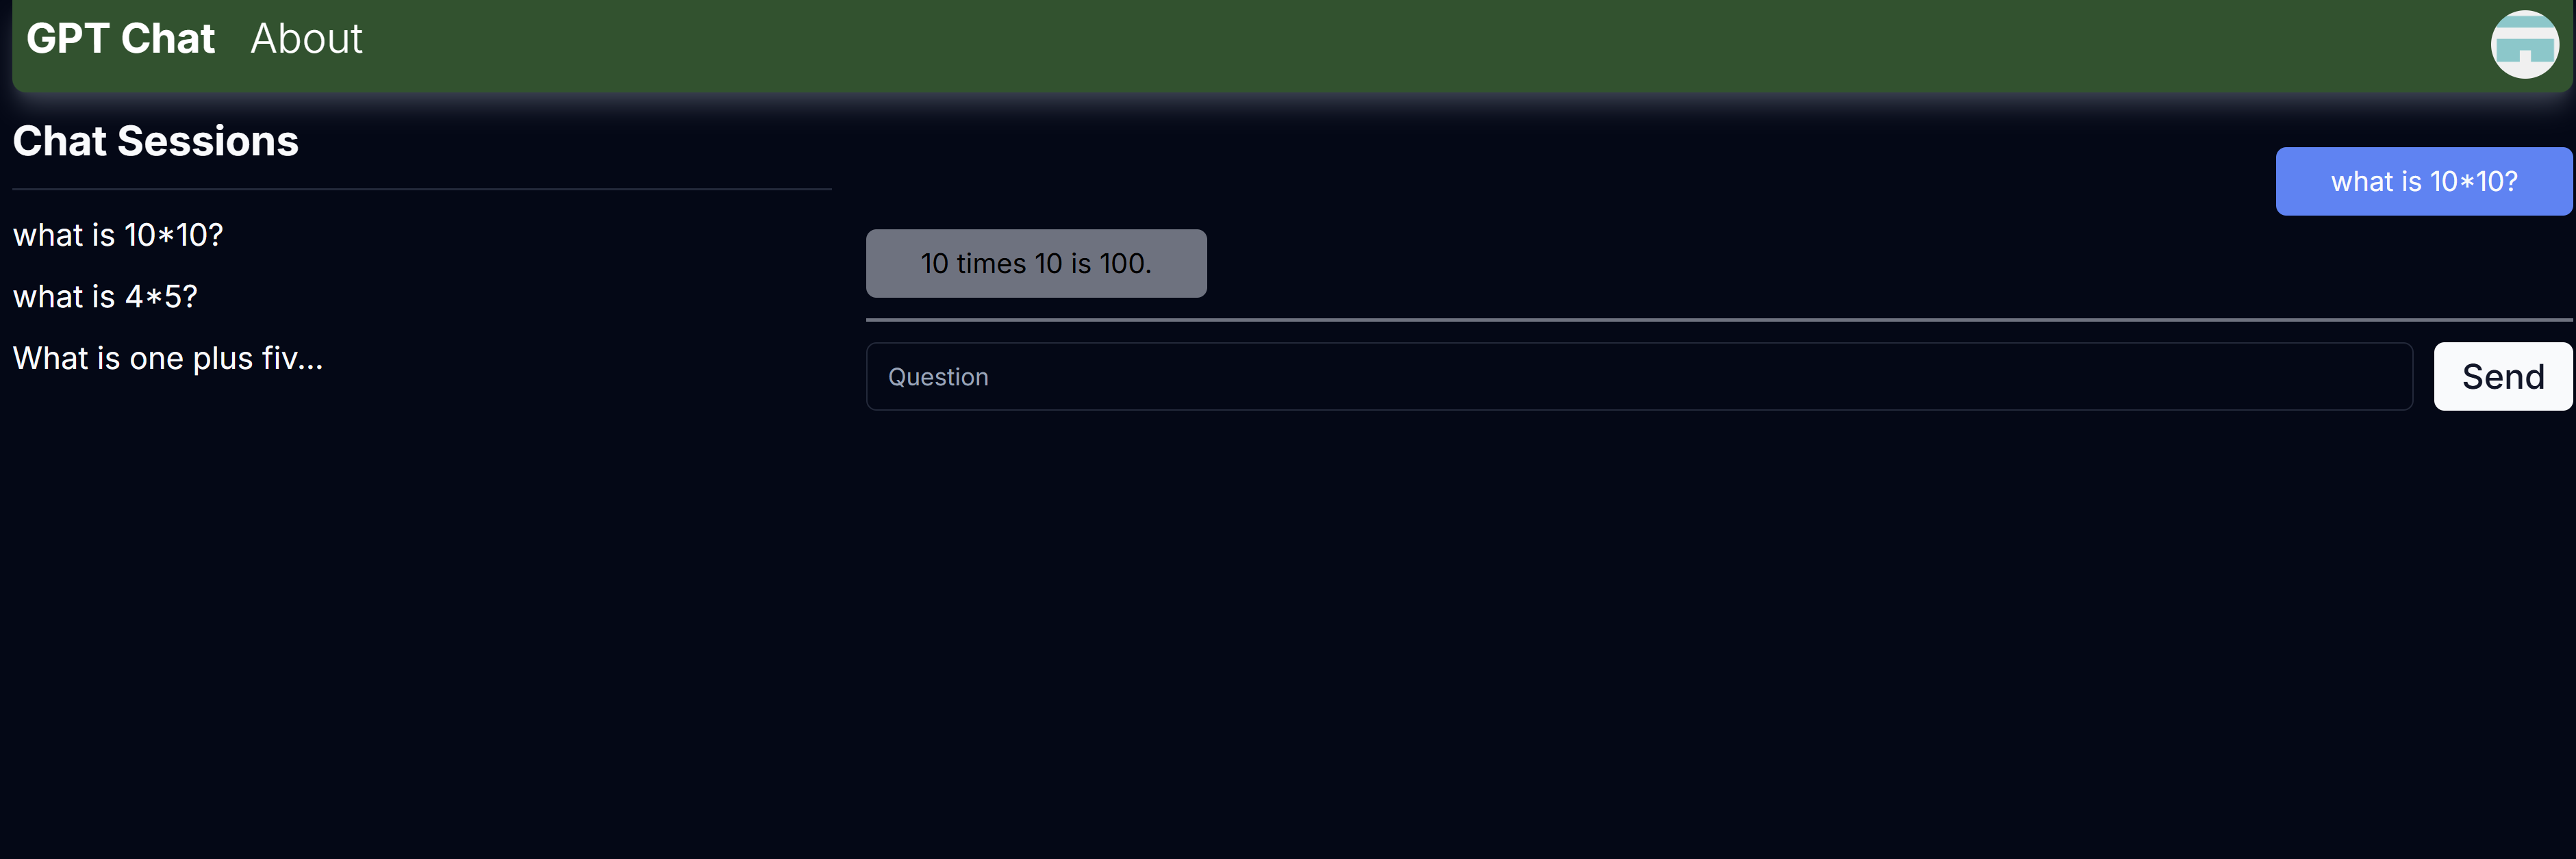 GPT Chat About
Chat Sessions
what is 10*10?
what is 4*5?
What is one plus fiv...
what is 10*10?
10 times 10 is 100.
Question
Send